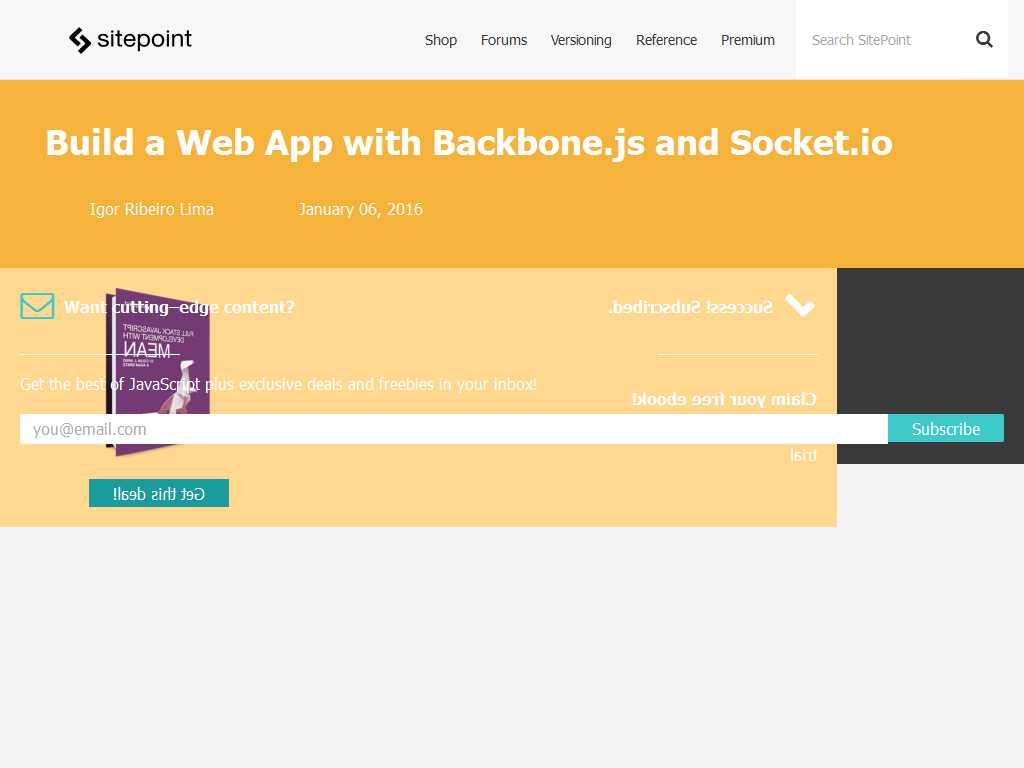 sitepoint
Shop Forums Versioning Reference Premium Search SitePoint
Build a Web App with Backbone.js and Socket.io
Igor Ribeiro Lima January 06, 2016
Want cutting-edge content?
Success! Subscribed.
FULL STACK JAVASCRIPT
DEVELOPMENT WITH
MEAN
Get the best of JavaScript plus exclusive deals and freebies in your inbox!
Claim your free ebook!
you@email.com Subscribe
trial
Get this deal!